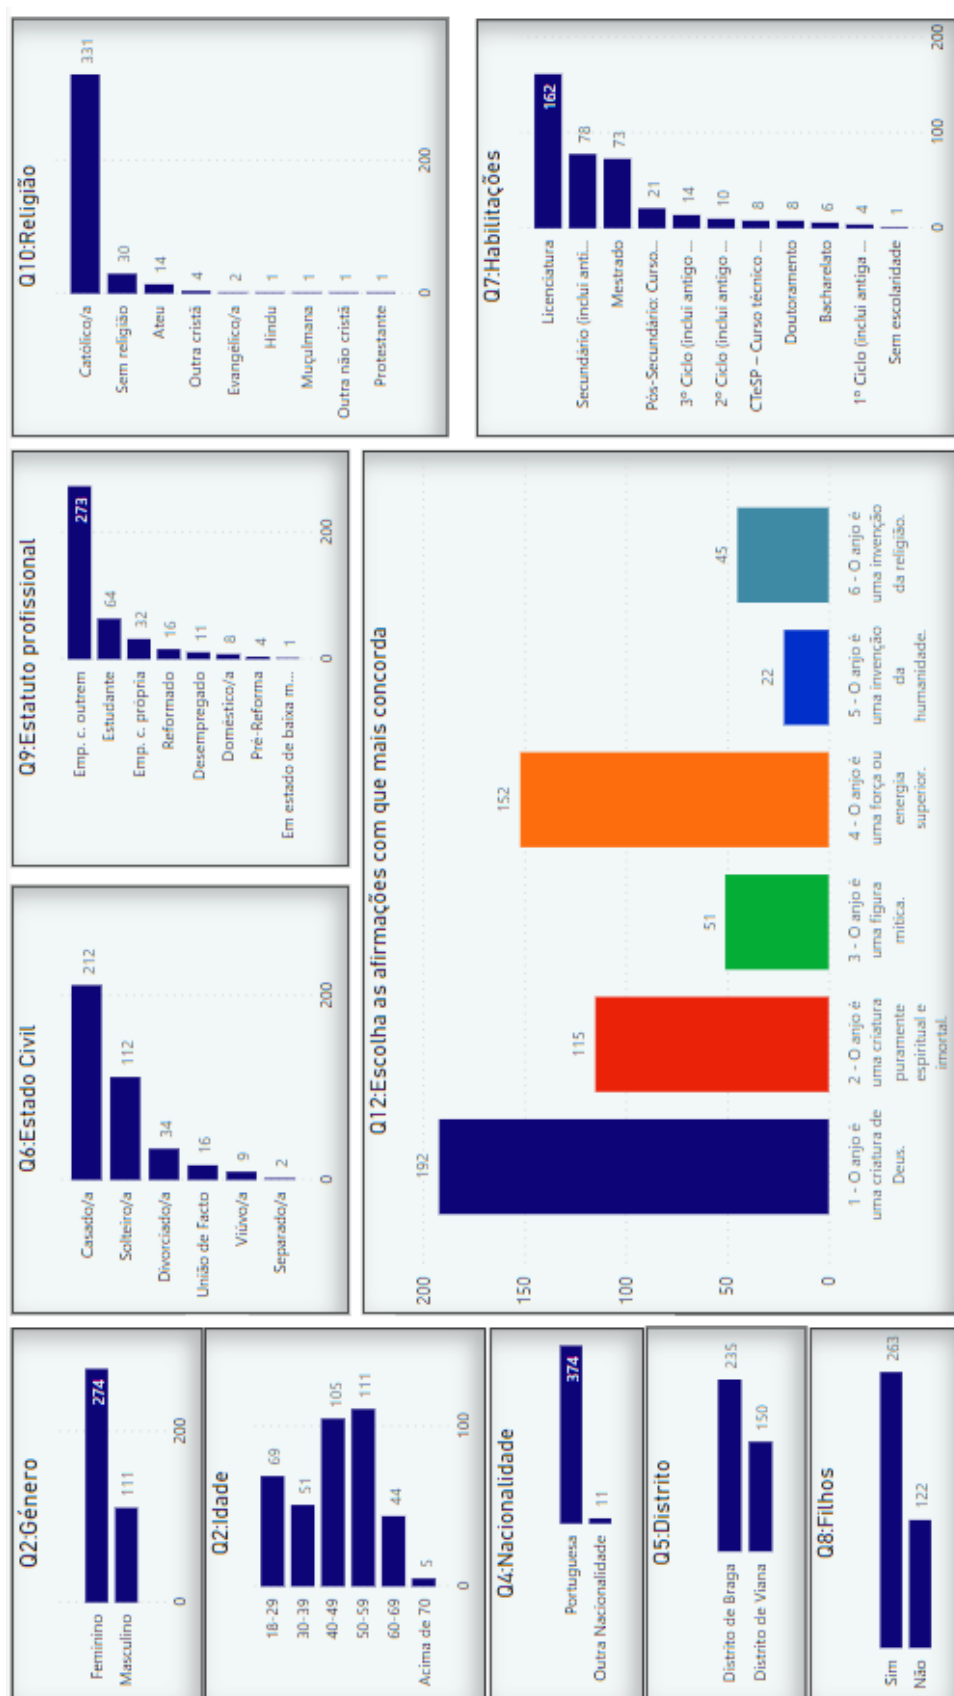 Q2:Género
Feminino
274
Masculino
111
0
200
Q2:Idade
18-29
69
30-39
51
40-49
105
50-59
111
60-69
44
Acima de 70
5
0
100
Q4:Nacionalidade
Portuguesa
374
Outra Nacionalidade
11
Q5:Distrito
Distrito de Braga
235
Distrito de Viana
150
Q8:Filhos
Sim
263
Não
122
Q6:Estado Civil
Casado/a
212
Solteiro/a
112
Divorciado/a
34
União de Facto
16
Viúvo/a
9
Separado/a
2
0
200
Q9:Estatuto profissional
Emp. c. outrem
273
Estudante
64
Emp. c. própria
32
Reformado
16
Desempregado
11
Doméstico/a
8
Pré-Reforma
4
Em estado de baixa m...
1
0
200
Q10:Religião
Católico/a
331
Sem religião
30
Ateu
14
Outra cristã
4
Evangélico/a
2
Hindu
1
Muçulmana
1
Outra não cristã
1
Protestante
1
0
200
Q12:Escolha as afirmações com que mais concorda
200
150
100
50
0
192
115
51
152
22
45
1 - O anjo é
uma criatura de
Deus.
2 - O anjo é
uma criatura
puramente
espiritual e
imortal.
3 - O anjo é
uma figura
mítica.
4 - O anjo é
uma força ou
energia
superior.
5 - O anjo é
uma invenção
da
humanidade.
6 - O anjo é
uma invenção
da religião.
Q7:Habilitações
Licenciatura
162
Secundário (inclui anti...
78
Mestrado
73
Pós-Secundário: Curso...
21
3º Ciclo (inclui antigo ...
14
2º Ciclo (inclui antigo ...
10
CTeSP – Curso técnico ...
8
Doutoramento
8
Bacharelato
6
1º Ciclo (inclui antiga ...
4
Sem escolaridade
1
0
100
200